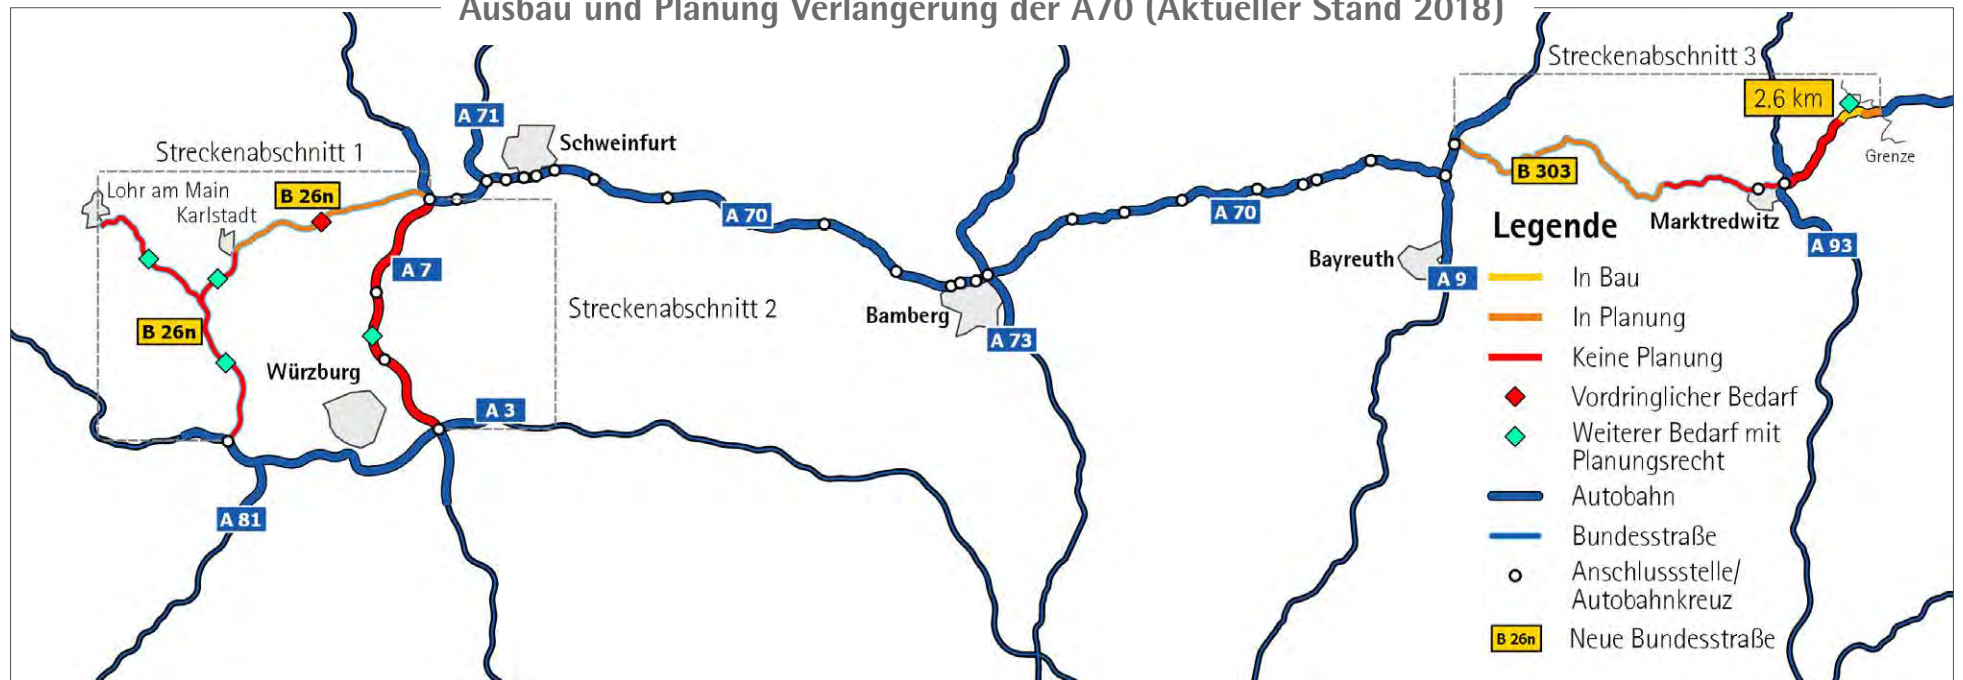 Ausbau und Planung Verlängerung der A70 (Aktueller Stand 2018)
Streckenabschnitt 3
2.6 km
A 71
Schweinfurt
Streckenabschnitt 1
Grenze
B 303
Lohr am Main
B 26n
Karlstadt
A 70
A 70
Legende
Marktredwitz
A 93
Bayreuth
A 7
A 9
In Bau
Streckenabschnitt 2
Bamberg
In Planung
B 26n
A 73
Keine Planung
Würzburg
Vordringlicher Bedarf
A 3
Weiterer Bedarf mit
Planungsrecht
Autobahn
A 81
Bundesstraße
Anschlussstelle/
Autobahnkreuz
B 26n
Neue Bundesstraße